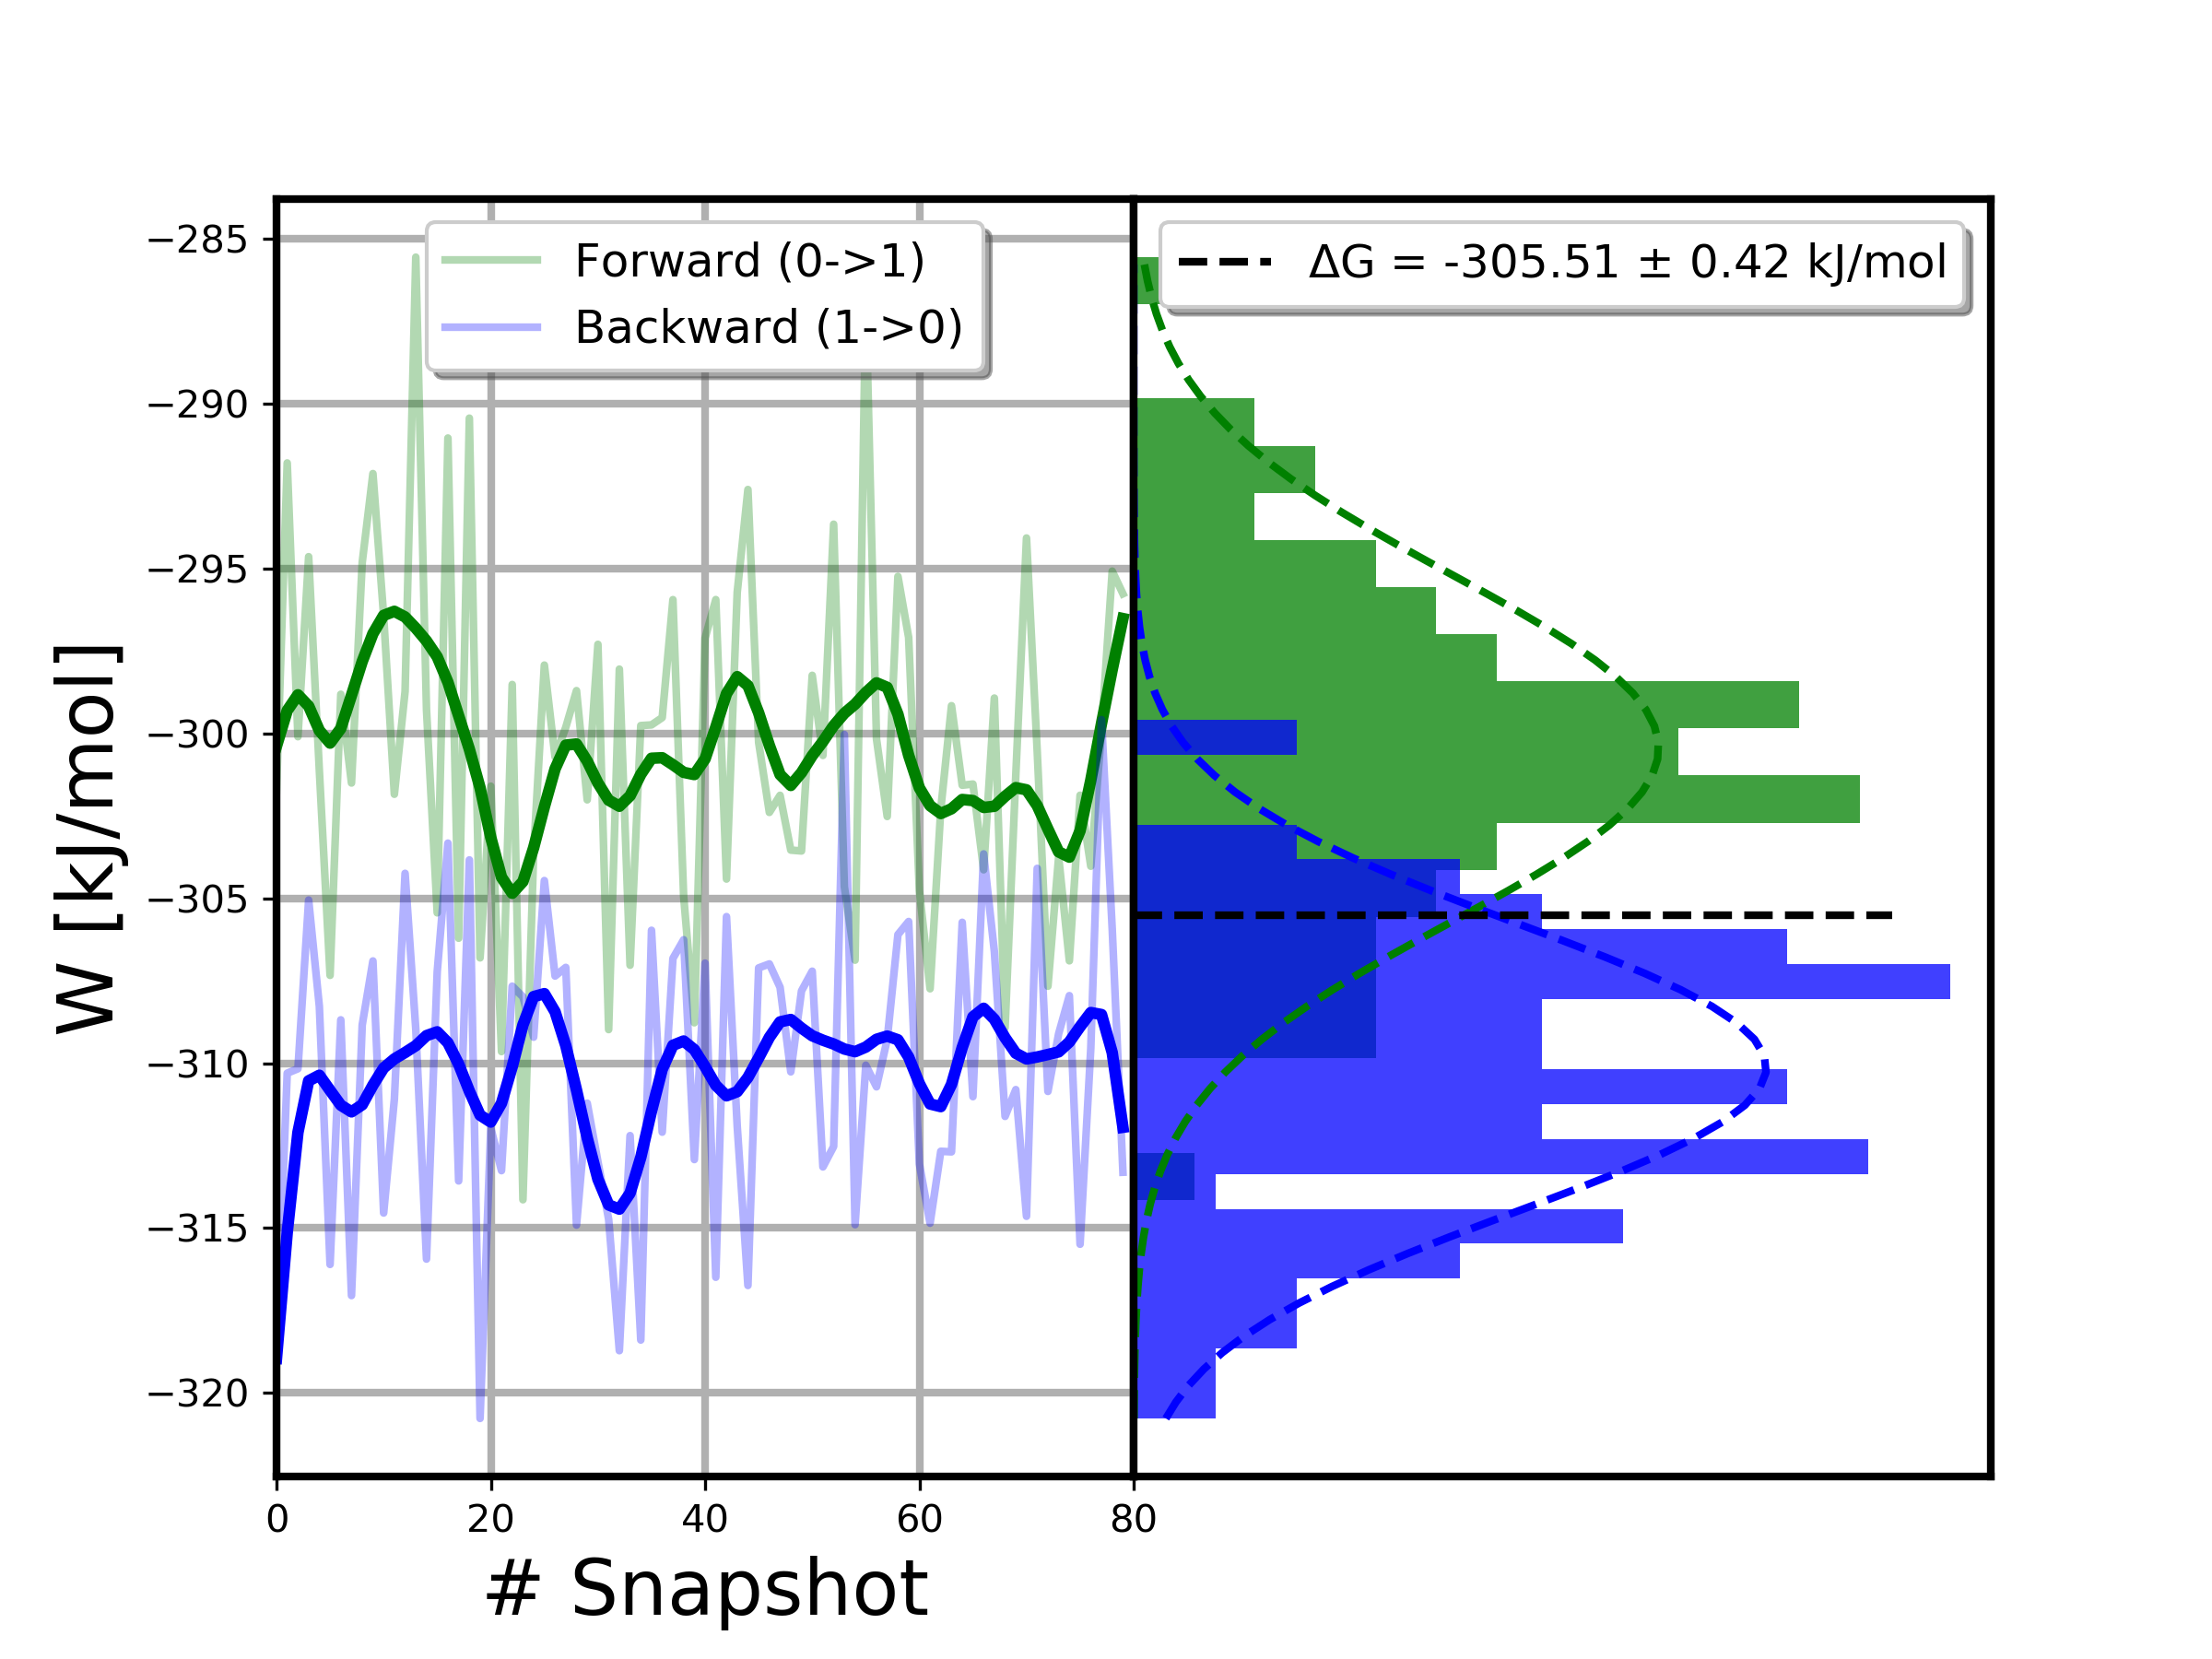 Forward (0->1)
Backward (1->0)
ΔG = -305.51 ± 0.42 kJ/mol
W [kJ/mol]
−285
−290
−295
−300
−305
−310
−315
−320
0
20
40
60
80
# Snapshot